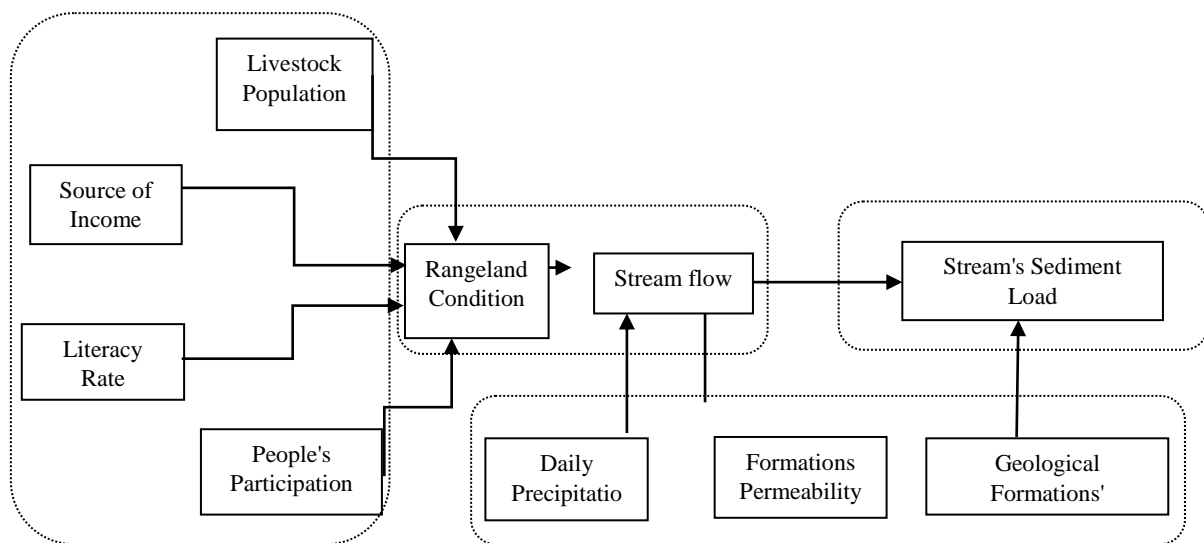 Livestock
Population
Source of
Income
Rangeland
Condition
Stream flow
Stream's Sediment
Load
Literacy
Rate
People's
Participation
Daily
Precipitatio
Formations
Permeability
Geological
Formations'